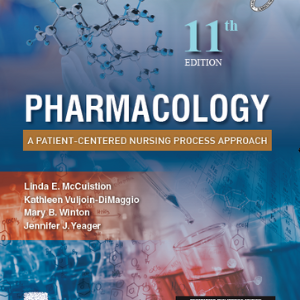 11th
EDITION
PHARMACOLOGY
A PATIENT-CENTERED NURSING PROCESS APPROACH
Linda E. McCuistion
Kathleen Vuljoin-DiMaggio
Mary B. Winton
Jennifer J. Yeager